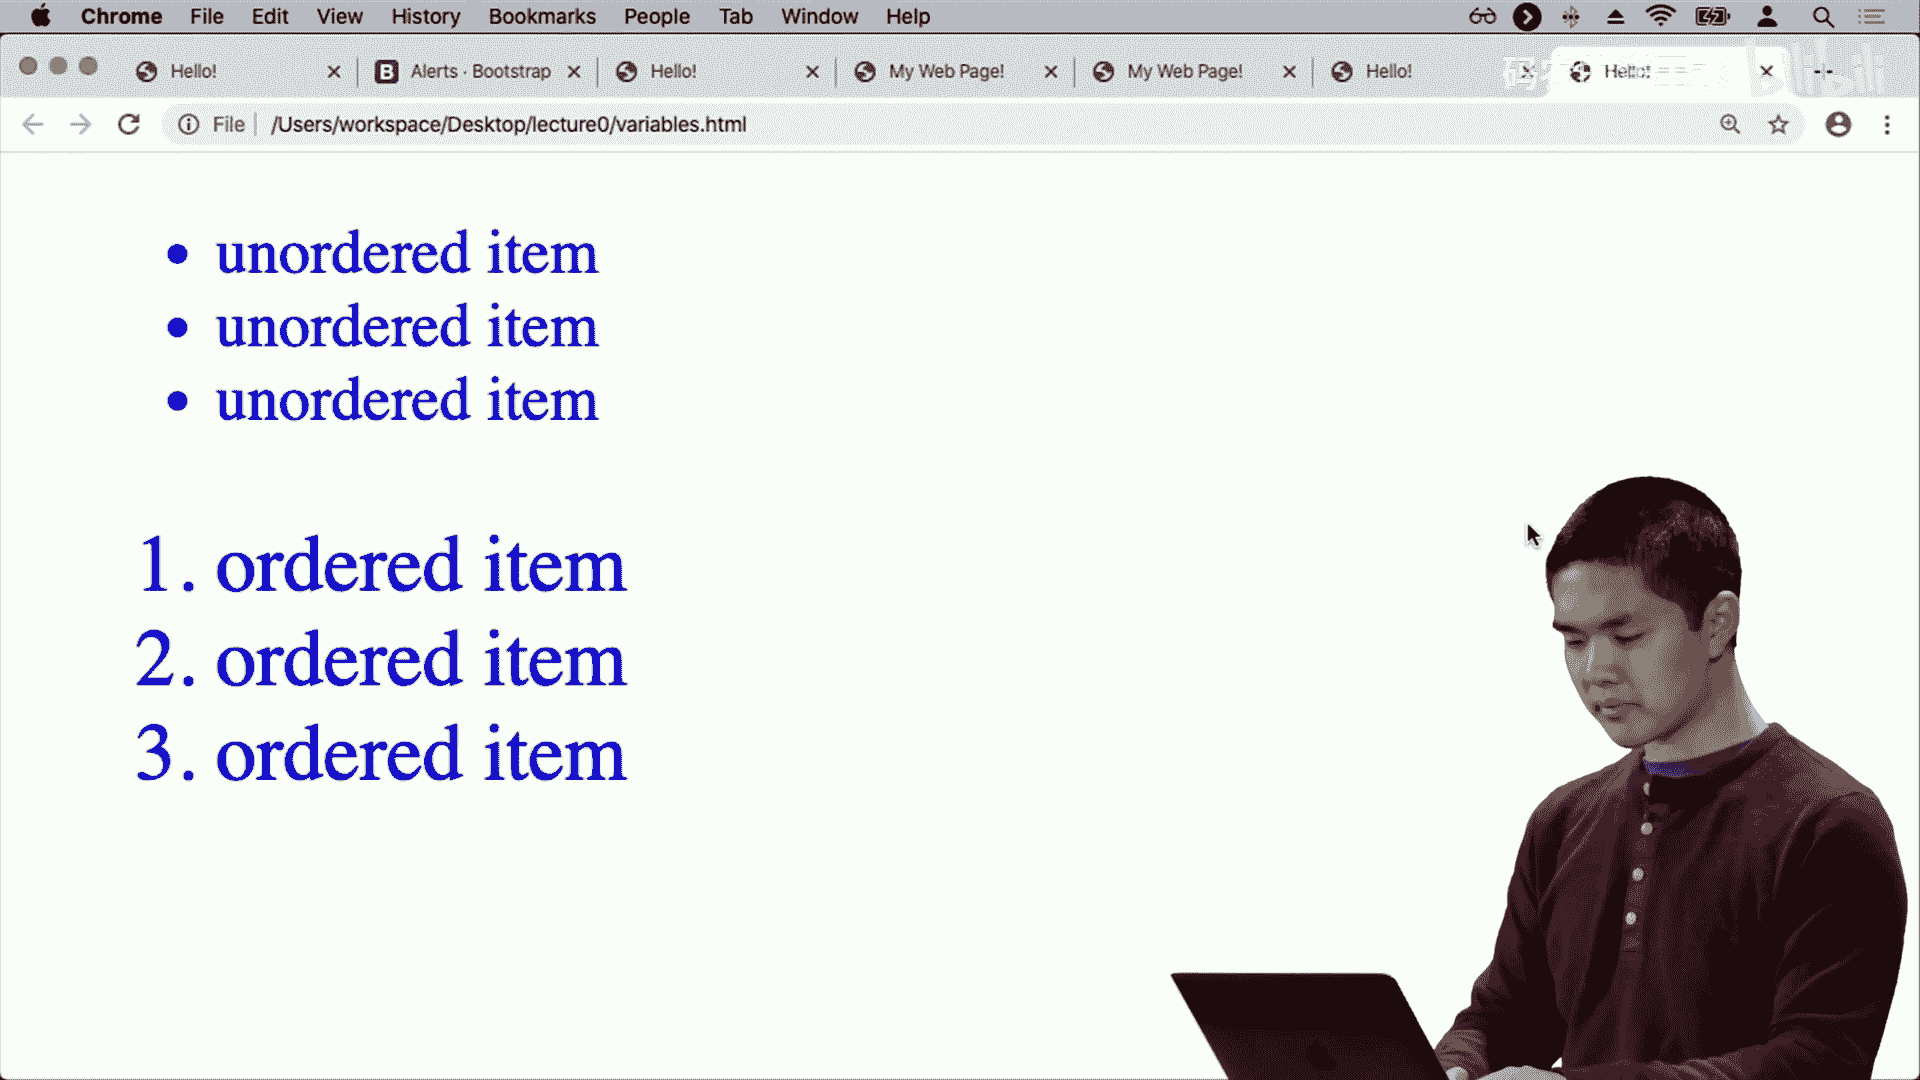 Chrome File Edit View History Bookmarks People Tab Window Help
Hello! Alerts · Bootstrap Hello! My Web Page! My Web Page! Hello! Hello!
File /Users/workspace/Desktop/lecture0/variables.html
• unordered item
• unordered item
• unordered item
1. ordered item
2. ordered item
3. ordered item